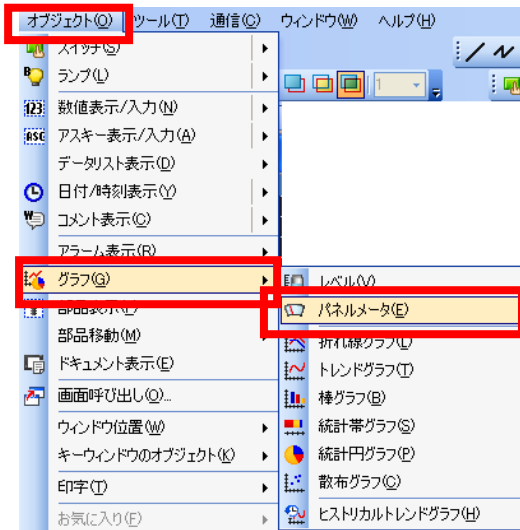 オブジェクト(O) ツール(T) 通信(C) ウィンドウ(W) ヘルプ(H)
スイッチ(S)
ランプ(L)
1
数値表示/入力(N)
アスキー表示/入力(A)
データリスト表示(D)
日付/時刻表示(Y)
コメント表示(C)
アラーム表示(R)
グラフ(G)
部品表示(P)
部品移動(M)
ドキュメント表示(E)
画面呼び出し(O)...
ウィンドウ位置(W)
キーウィンドウのオブジェクト(K)
印字(T)
お気に入り(F)
レベル(V)
パネルメータ(E)
折れ線グラフ(L)
トレンドグラフ(T)
棒グラフ(B)
統計帯グラフ(S)
統計円グラフ(P)
散布グラフ(C)
ヒストリカルトレンドグラフ(H)